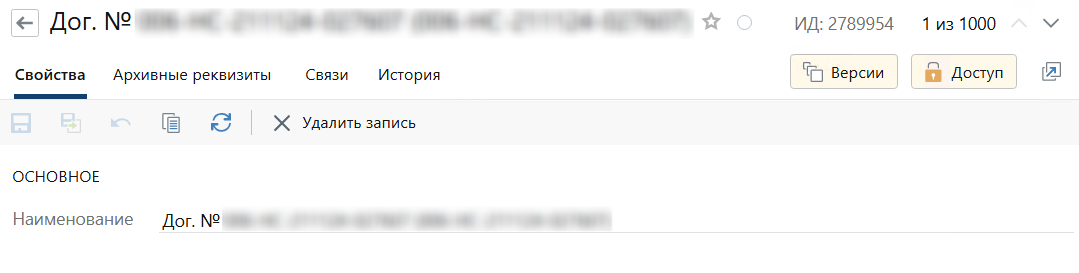 Дог. № ИД: 2789954 1 из 1000
Свойства Архивные реквизиты Связи История Версии Доступ
Удалить запись
ОСНОВНОЕ
Наименование Дог. №